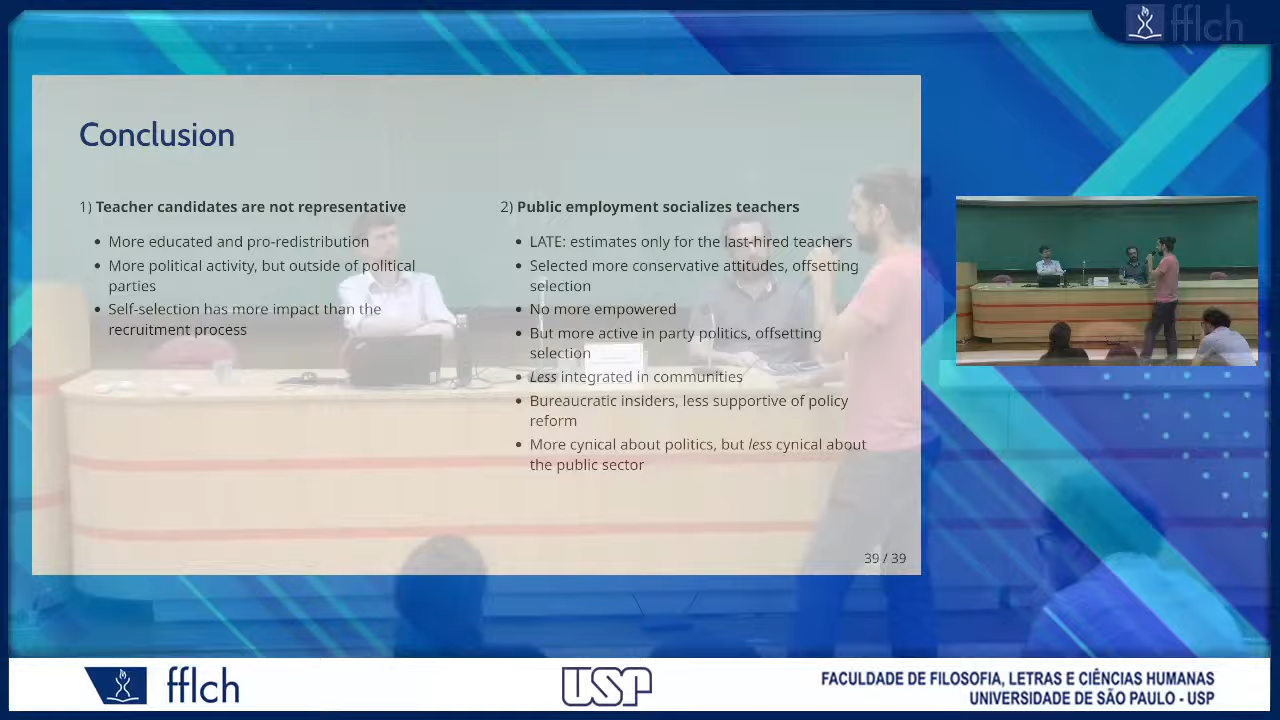 fflch
Conclusion
1) Teacher candidates are not representative
• More educated and pro-redistribution
• More political activity, but outside of political
parties
• Self-selection has more impact than the
recruitment process
2) Public employment socializes teachers
• LATE: estimates only for the last-hired teachers
• Selected more conservative attitudes, offsetting
selection
• No more empowered
• But more active in party politics, offsetting
selection
• Less integrated in communities
• Bureaucratic insiders, less supportive of policy
reform
• More cynical about politics, but less cynical about
the public sector
39 / 39
fflch
USP
FACULDADE DE FILOSOFIA, LETRAS E CIÊNCIAS HUMANAS
UNIVERSIDADE DE SÃO PAULO - USP